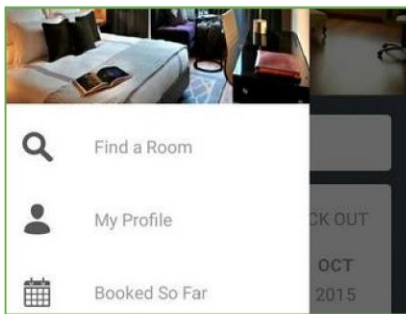 Find a Room
My Profile
CK OUT
OCT
Booked So Far
2015